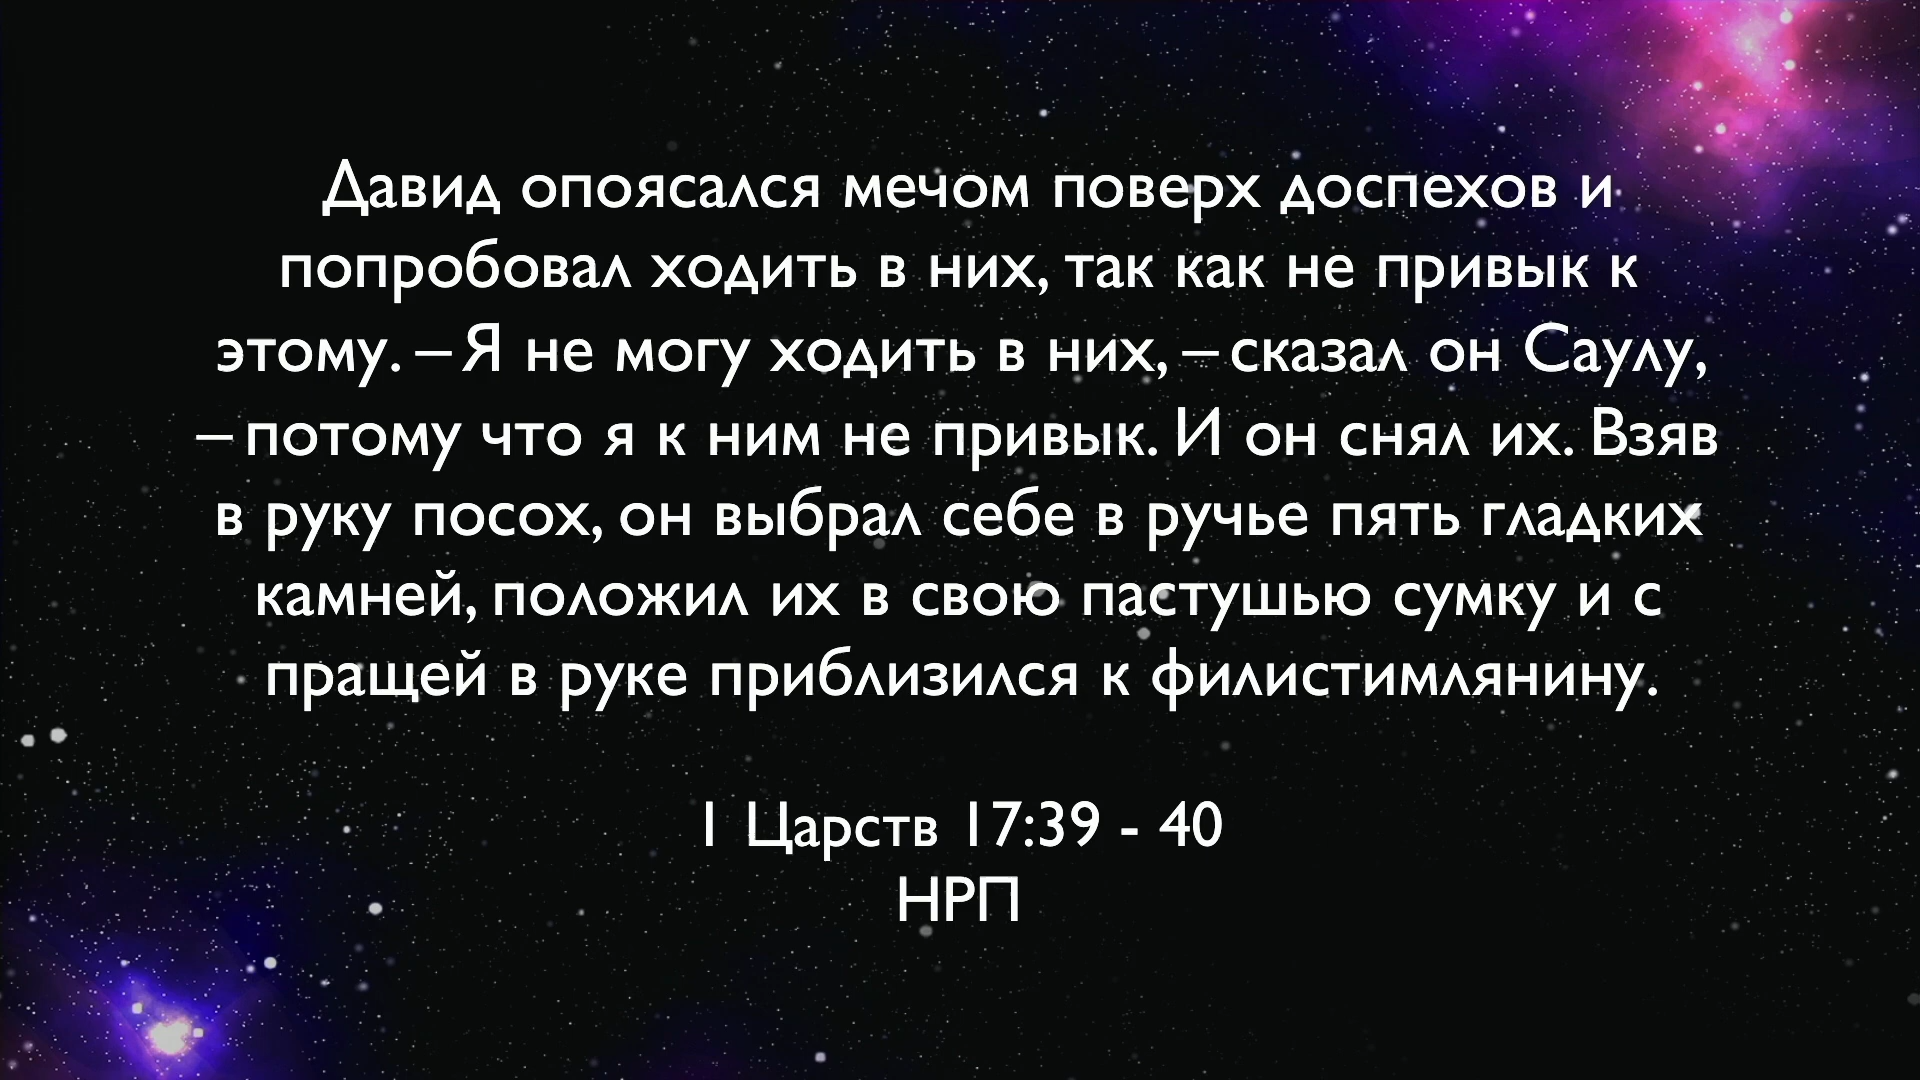 Давид опоясался мечом поверх доспехов и
попробовал ходить в них, так как не привык к
этому. – Я не могу ходить в них, – сказал он Саулу,
– потому что я к ним не привык. И он снял их. Взяв
в руку посох, он выбрал себе в ручье пять гладких
камней, положил их в свою пастушью сумку и с
пращей в руке приблизился к филистимлянину.
1 Царств 17:39 - 40
НРП